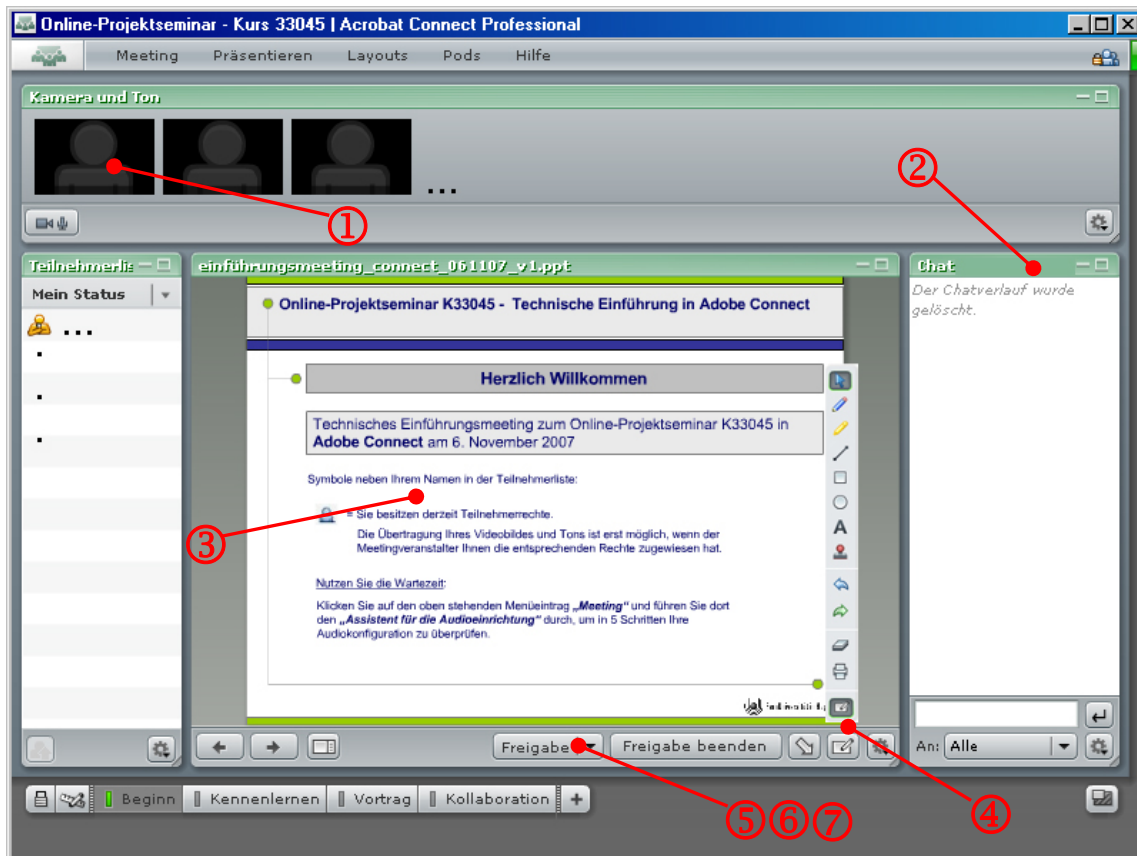 Online-Projektseminar - Kurs 33045 | Acrobat Connect Professional
Meeting Präsentieren Layouts Pods Hilfe
Kamera und Ton
...
①
②
Teilnehmerlis
einführungsmeeting_connect_061107_v1.ppt
Chat
Mein Status
...
Der Chatverlauf wurde
gelöscht.
Online-Projektseminar K33045 - Technische Einführung in Adobe Connect
Herzlich Willkommen
Technisches Einführungsmeeting zum Online-Projektseminar K33045 in
Adobe Connect am 6. November 2007
Symbole neben Ihrem Namen in der Teilnehmerliste:
③
= Sie besitzen derzeit Teilnehmerrechte.
Die Übertragung Ihres Videobildes und Tons ist erst möglich, wenn der
Meetingveranstalter Ihnen die entsprechenden Rechte zugewiesen hat.
Nutzen Sie die Wartezeit:
Klicken Sie auf den oben stehenden Menüeintrag „Meeting“ und führen Sie dort
den „Assistent für die Audioeinrichtung“ durch, um in 5 Schritten Ihre
Audiokonfiguration zu überprüfen.
A
Freigabe
Freigabe beenden
An: Alle
Beginn Kennenlernen Vortrag Kollaboration +
⑤ ⑥ ⑦
④